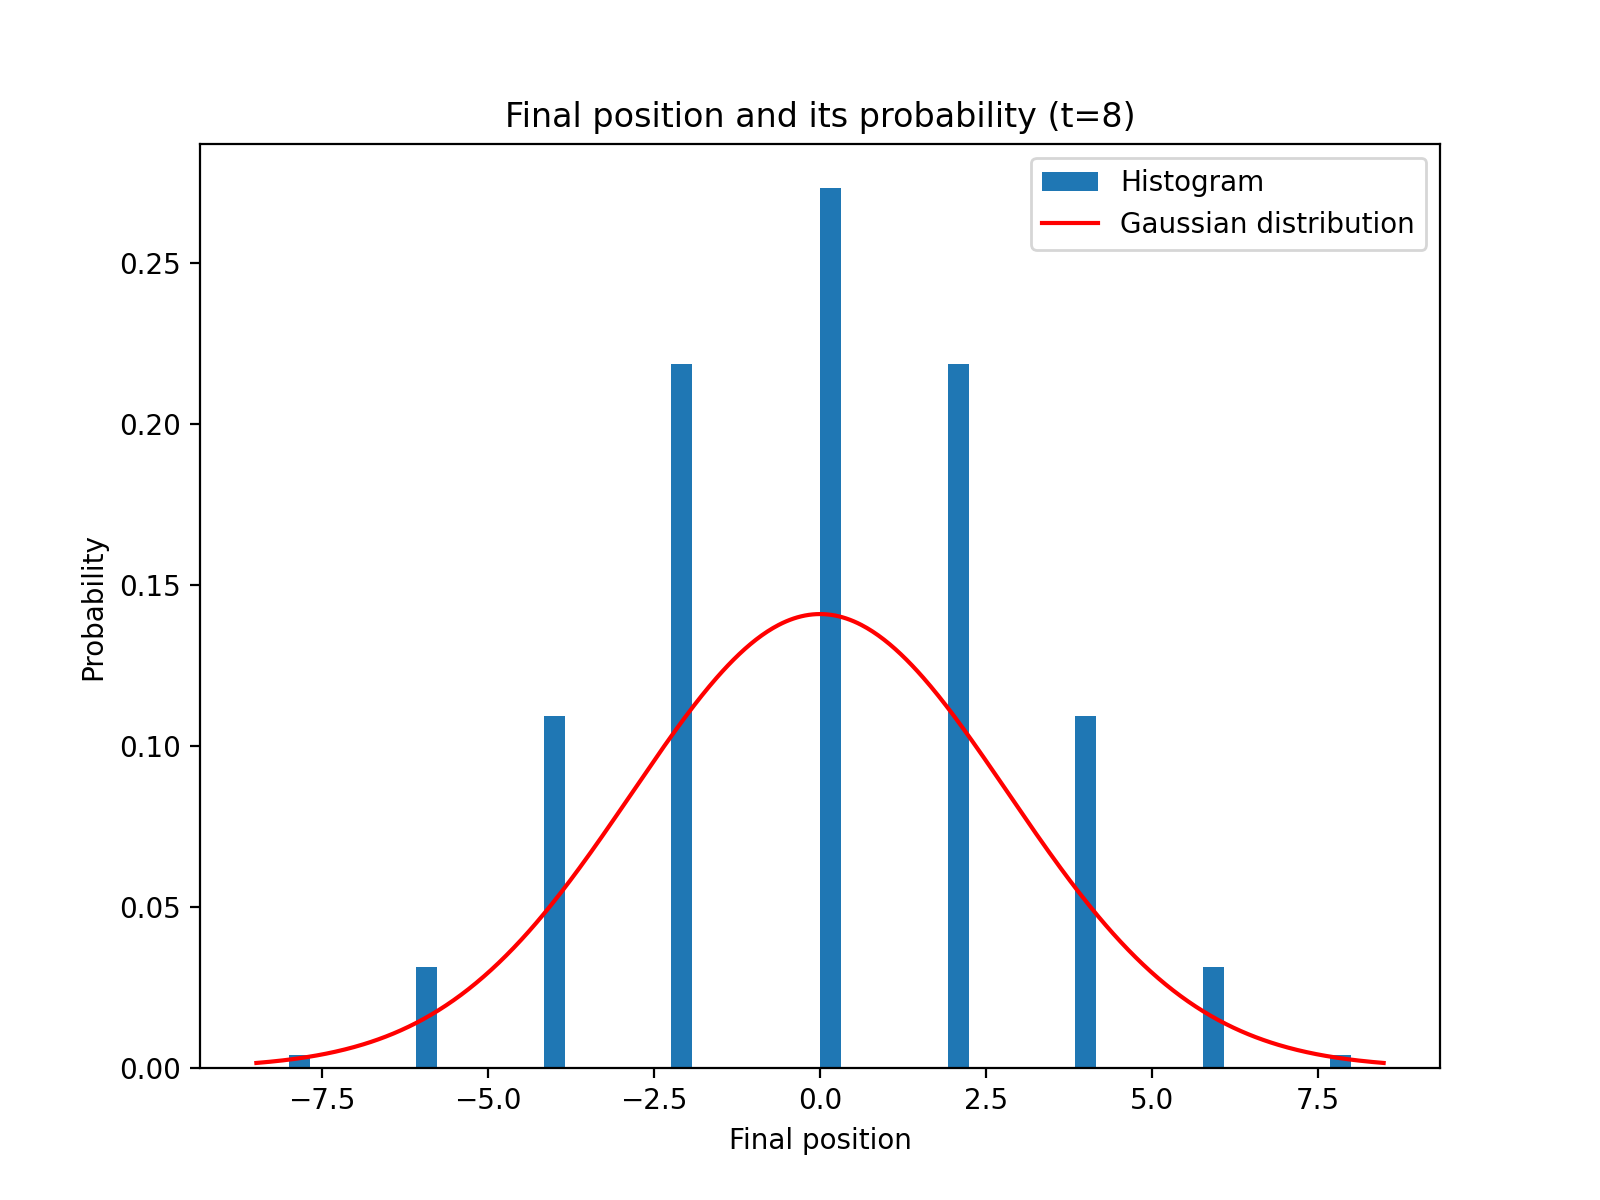 Final position and its probability (t=8)
Histogram
Gaussian distribution
Probability
0.25
0.20
0.15
0.10
0.05
0.00
−7.5 −5.0 −2.5 0.0 2.5 5.0 7.5
Final position